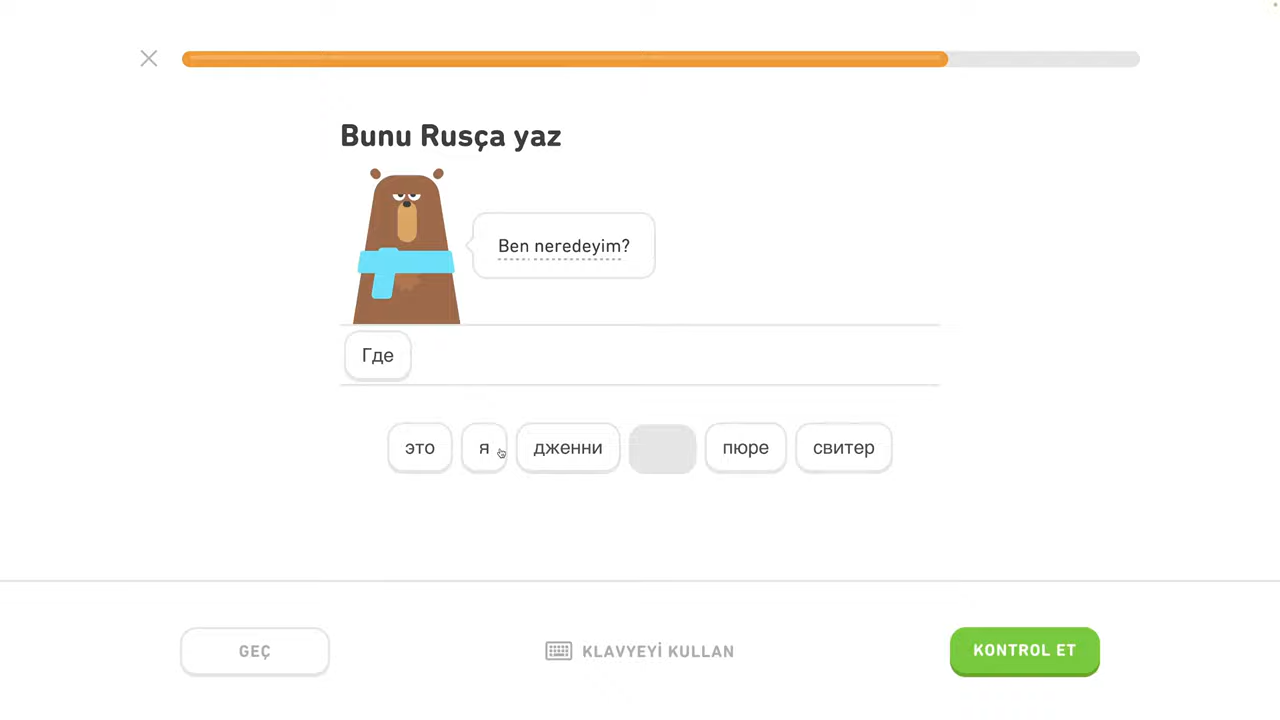 Bunu Rusça yaz
Ben neredeyim?
Где
это я дженни пюре свитер
GEÇ KLAVYEYİ KULLAN KONTROL ET